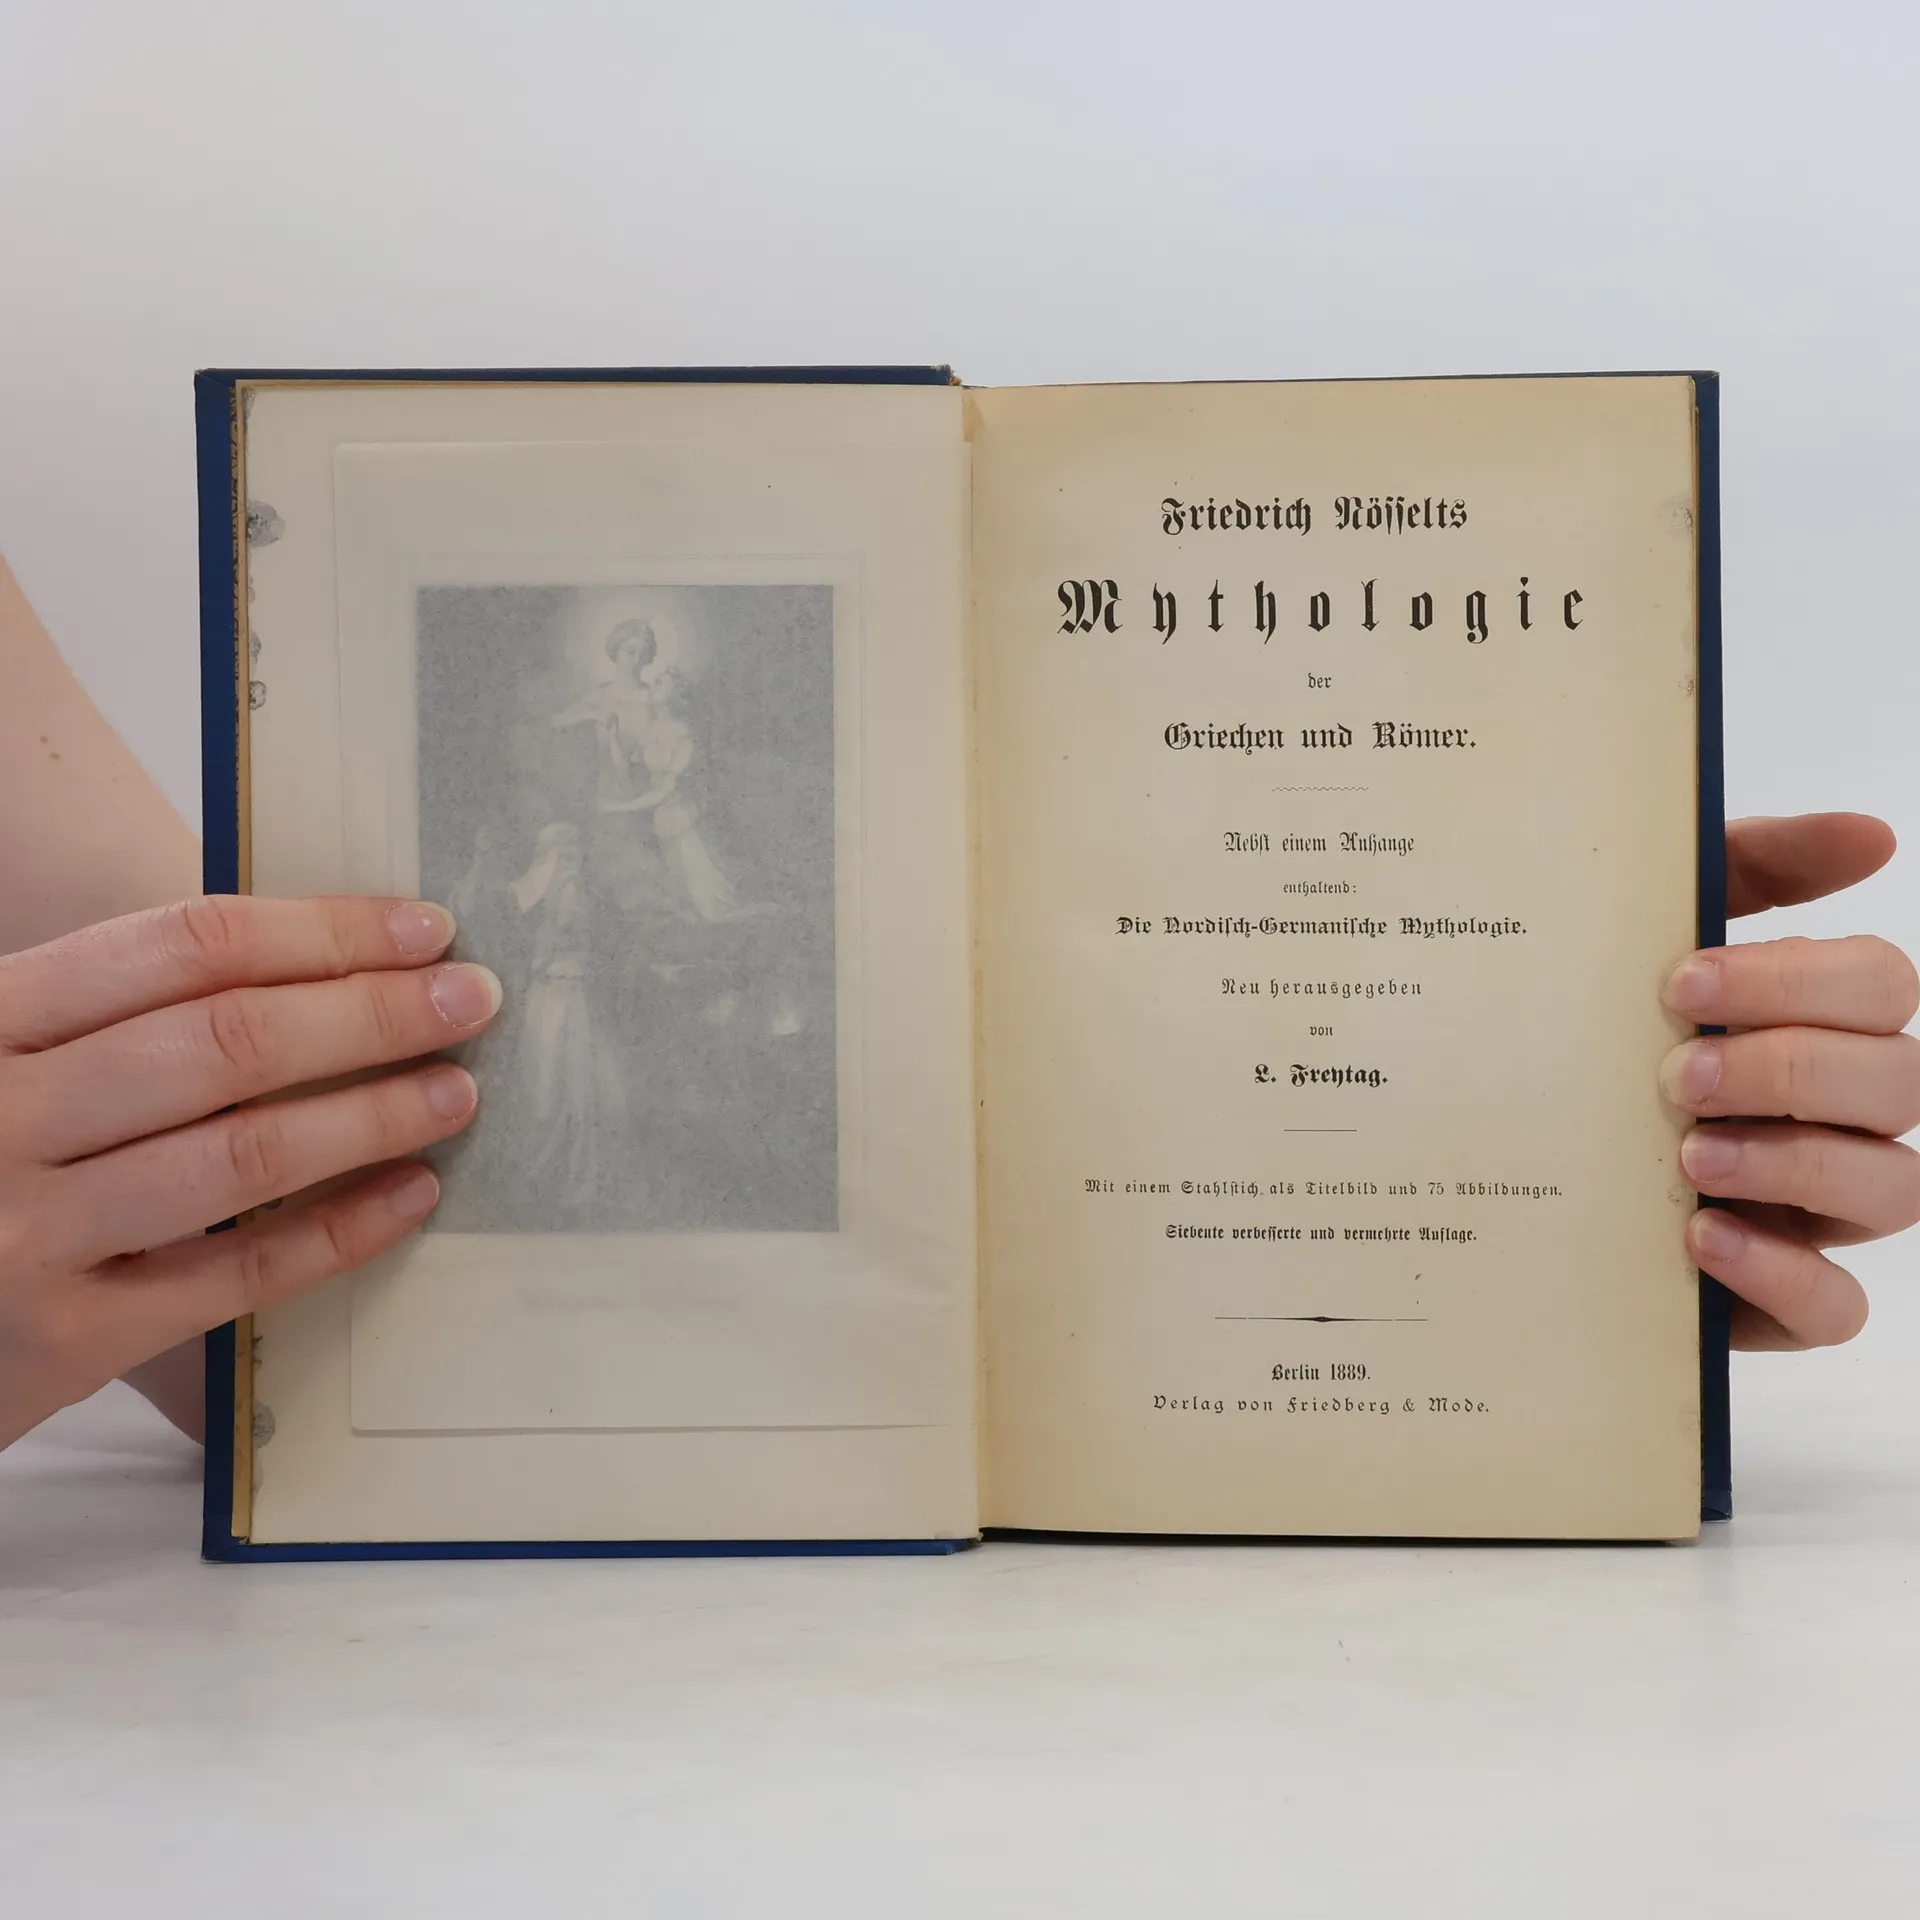 Friedrich Nösselts
Mythologie
der
Griechen und Römer.
Nebst einem Anhange
enthaltend:
Die Nordisch-Germanische Mythologie.
Neu herausgegeben
von
L. Freytag.
Mit einem Stahlstich als Titelbild und 75 Abbildungen.
Siebente verbesserte und vermehrte Auflage.
Berlin 1889.
Verlag von Friedberg & Mode.